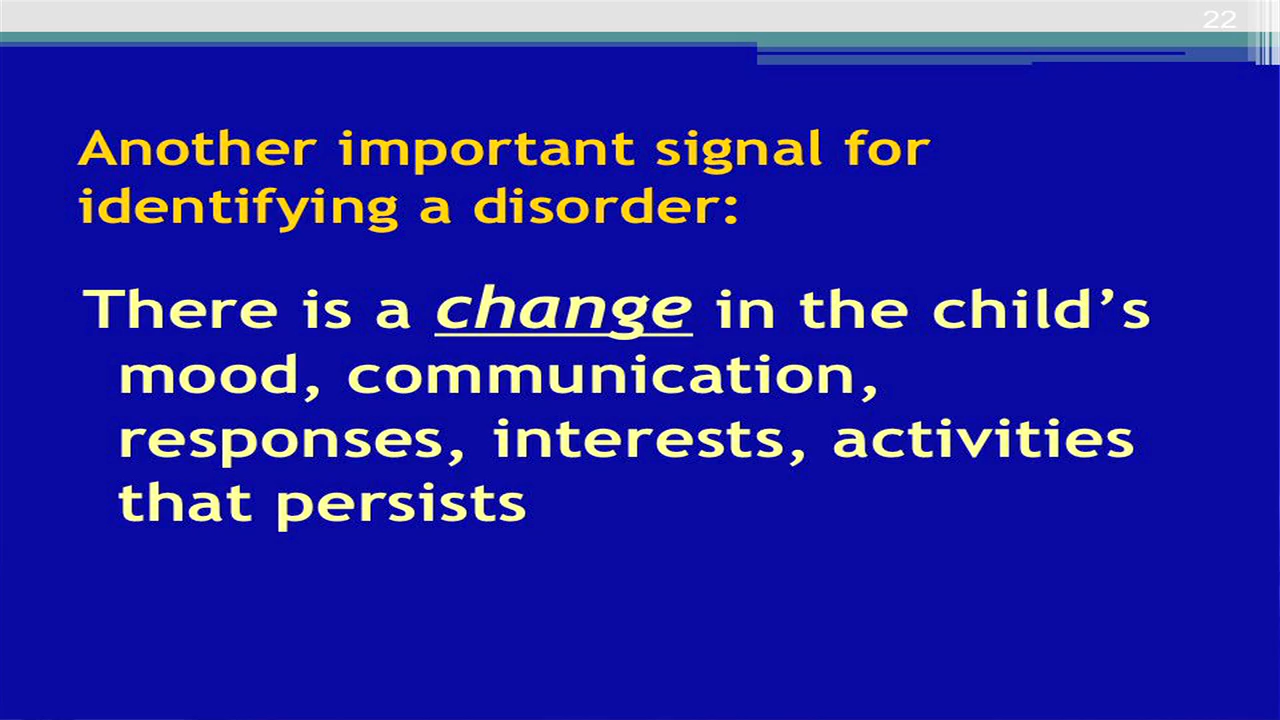 22
Another important signal for
identifying a disorder:
There is a change in the child’s
mood, communication,
responses, interests, activities
that persists